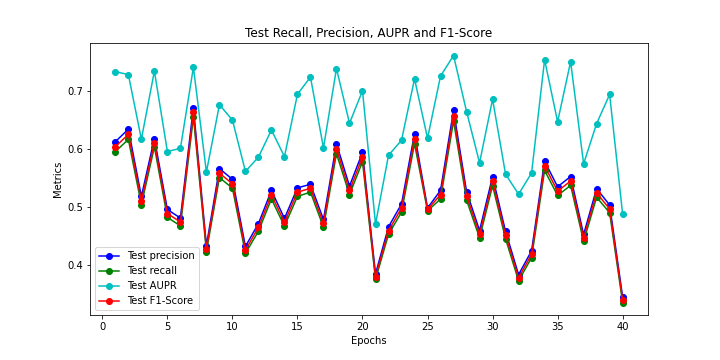 Test Recall, Precision, AUPR and F1-Score
Metrics
0.7
0.6
0.5
0.4
Test precision
Test recall
Test AUPR
Test F1-Score
0 5 10 15 20 25 30 35 40
Epochs